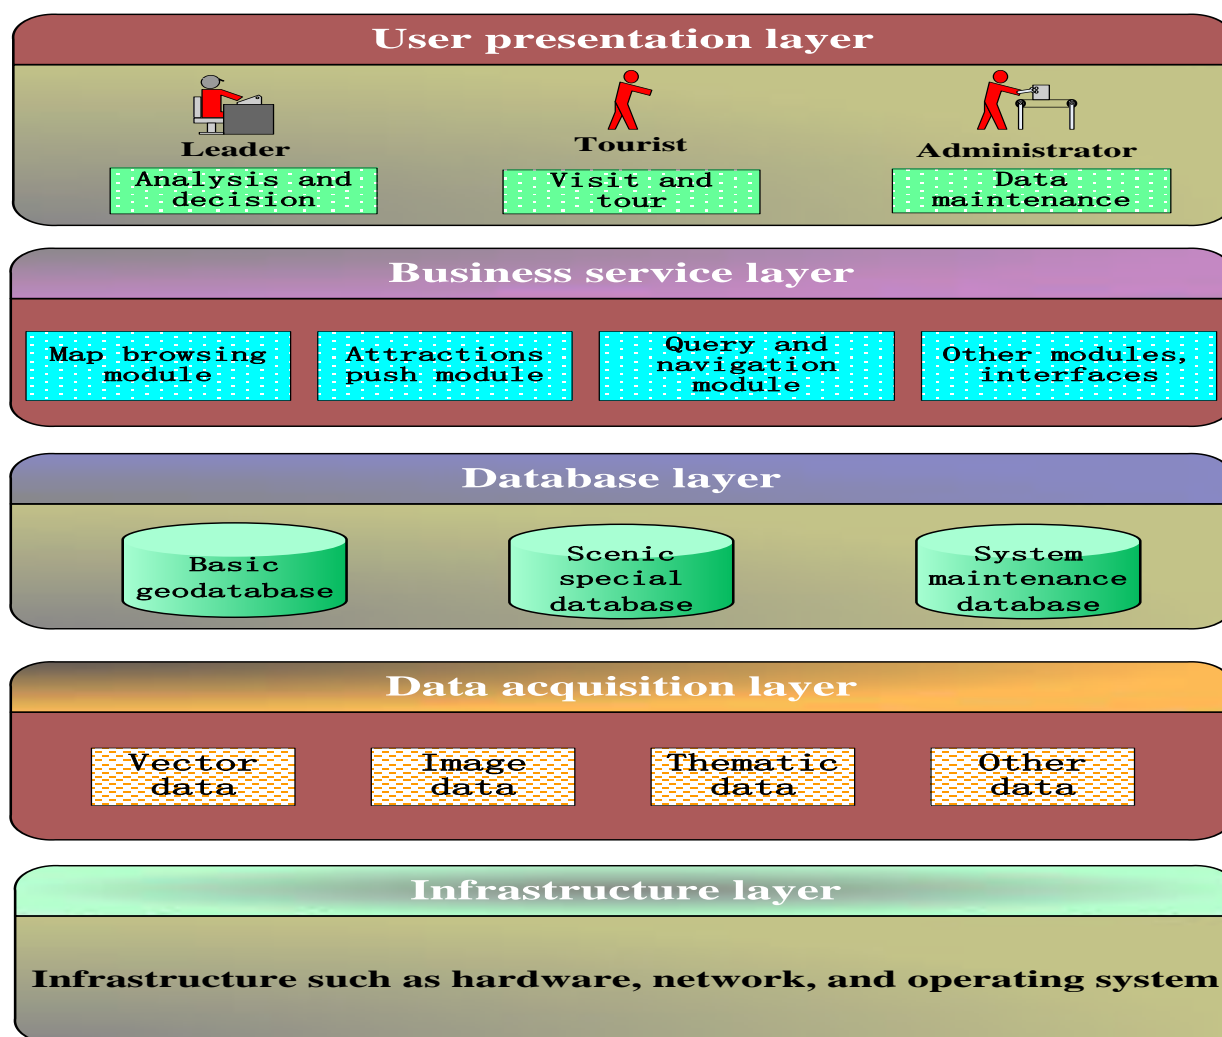 User presentation layer
Leader
Tourist
Administrator
Analysis and
decision
Visit and
tour
Data
maintenance
Business service layer
Map browsing
module
Attractions
push module
Query and
navigation
module
Other modules,
interfaces
Database layer
Basic
geodatabase
Scenic
special
database
System
maintenance
database
Data acquisition layer
Vector
data
Image
data
Thematic
data
Other
data
Infrastructure layer
Infrastructure such as hardware, network, and operating system